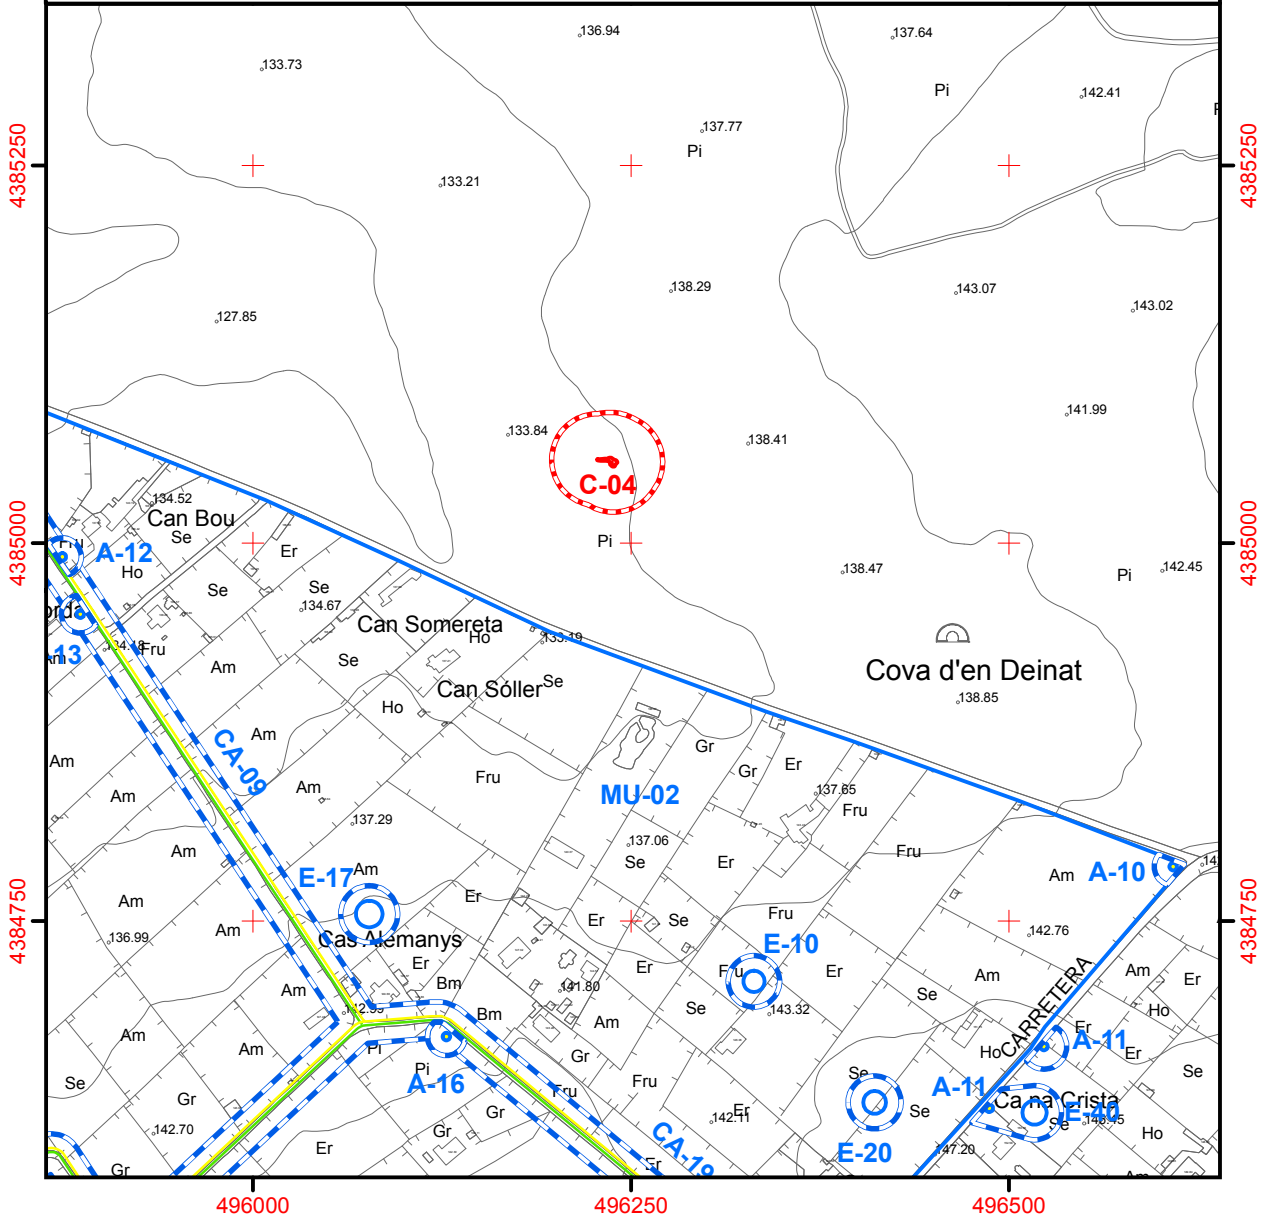 136.94
137.64
133.73
142.41
Pi
137.77
Pi
4385250
4385250
133.21
138.29
143.07
143.02
127.85
141.99
133.84
138.41
C-04
134.52
Can Bou
Se
Er
Pi
4385000
4385000
A-12
Ho
138.47
142.45
Pi
Se
Se
134.67
Can Somereta
Ho
133.19
Fru
Am
Se
Cova d'en Deinat
138.85
Can Sóller
Se
Ho
CA-09
Am
Gr
Am
Er
Gr
Fru
Am
Am
MU-02
137.65
Fru
137.29
137.06
Am
Se
Er
Fru
Am
A-10
E-17
Am
Am
Er
Er
Se
Fru
4384750
4384750
136.99
Am
Cas Alemanys
E-10
142.76
Er
Er
Fru
Er
Am
Am
Er
Am
Bm
141.80
Se
143.32
Se
CARRETERA
Ho
Bm
Am
Er
A-11
Am
Am
Pi
Gr
Ho
Er
Se
Pi
A-16
Fru
Fru
Se
A-11
Ca na Crista
E-40
Se
Gr
Gr
142.11
Er
Se
142.70
Gr
Er
CA-19
E-20
147.20
Ho
Gr
Er
Am
496000
496250
496500